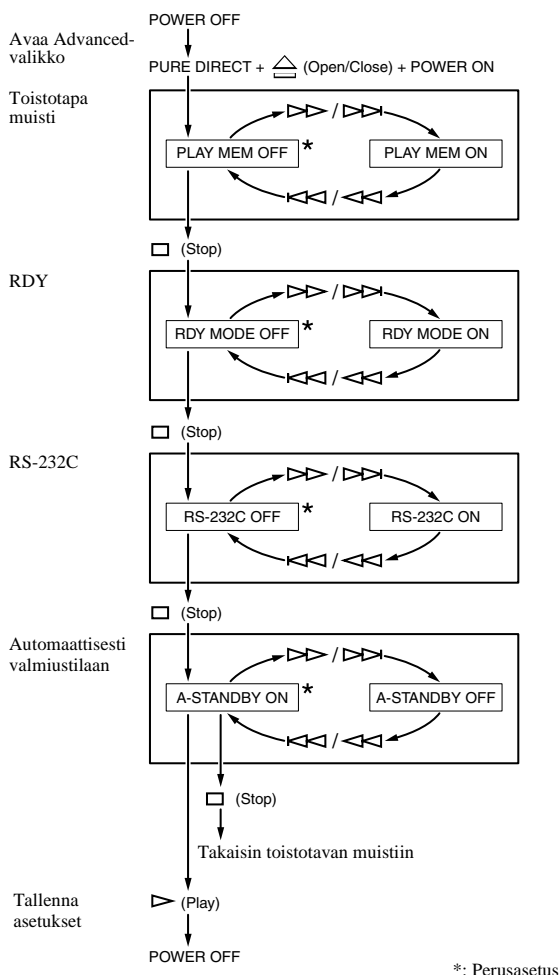 POWER OFF
Avaa Advanced-
valikko
PURE DIRECT + (Open/Close) + POWER ON
Toistotapa
muisti
/
PLAY MEM OFF * PLAY MEM ON
/
(Stop)
RDY
/
RDY MODE OFF * RDY MODE ON
/
(Stop)
RS-232C
/
RS-232C OFF * RS-232C ON
/
(Stop)
Automaattisesti
valmiustilaan
/
A-STANDBY ON * A-STANDBY OFF
/
(Stop)
Takaisin toistotavan muistiin
Tallenna
asetukset
(Play)
POWER OFF
*: Perusasetus